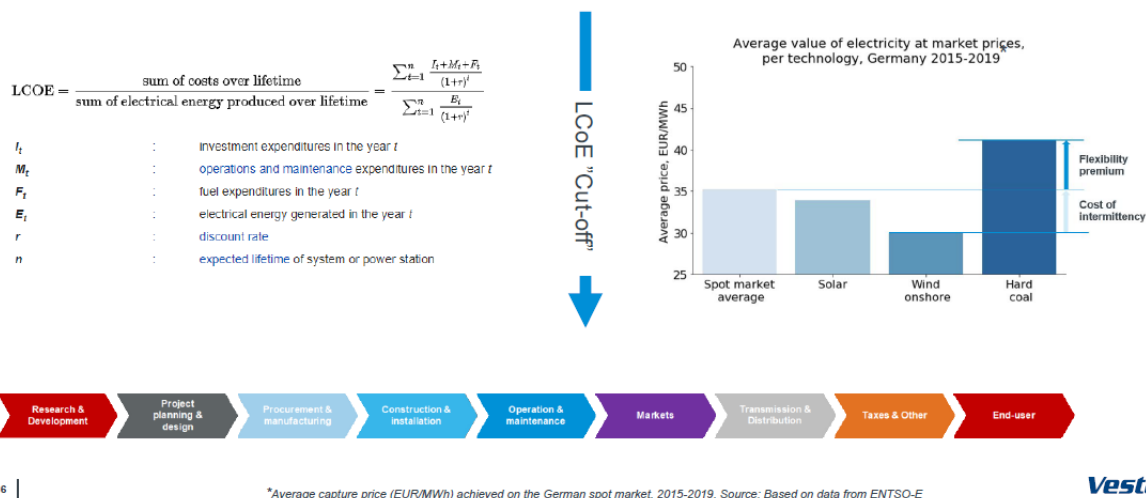 LCOE = sum of costs over lifetime / sum of electrical energy produced over lifetime = \frac{\sum_{t=1}^{n} \frac{I_t+M_t+F_t}{(1+r)^t}}{\sum_{t=1}^{n} \frac{E_t}{(1+r)^t}}
I_t : investment expenditures in the year t
M_t : operations and maintenance expenditures in the year t
F_t : fuel expenditures in the year t
E_t : electrical energy generated in the year t
r : discount rate
n : expected lifetime of system or power station
LCoE "Cut-off"
Average value of electricity at market prices,
per technology, Germany 2015-2019*
Average price, EUR/MWh
50
45
40
35
30
25
Spot market
average
Solar
Wind
onshore
Hard
coal
Flexibility
premium
Cost of
intermittency
Research &
Development
Project
planning &
design
Procurement &
manufacturing
Construction &
installation
Operation &
maintenance
Markets
Transmission &
Distribution
Taxes & Other
End-user
6
*Average capture price (EUR/MWh) achieved on the German spot market, 2015-2019. Source: Based on data from ENTSO-E
Vest